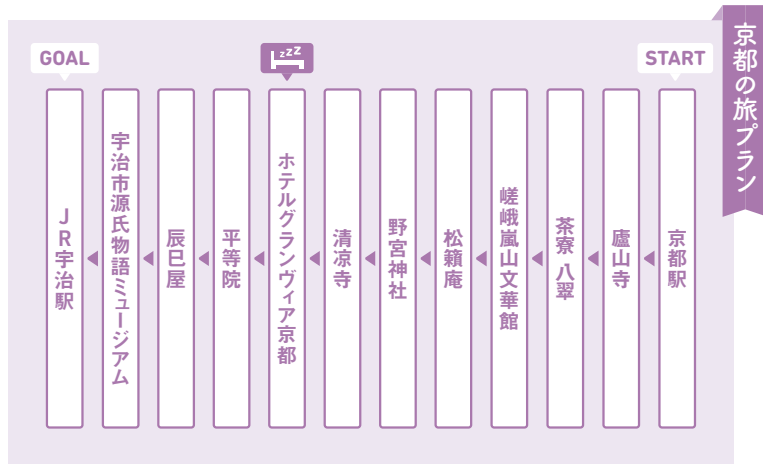 京都の旅プラン
START
京都駅
廬山寺
茶寮 八翠
嵯峨嵐山文華館
松籟庵
野宮神社
清凉寺
zzz
ホテルグランヴィア京都
平等院
辰巳屋
宇治市源氏物語ミュージアム
GOAL
JR宇治駅